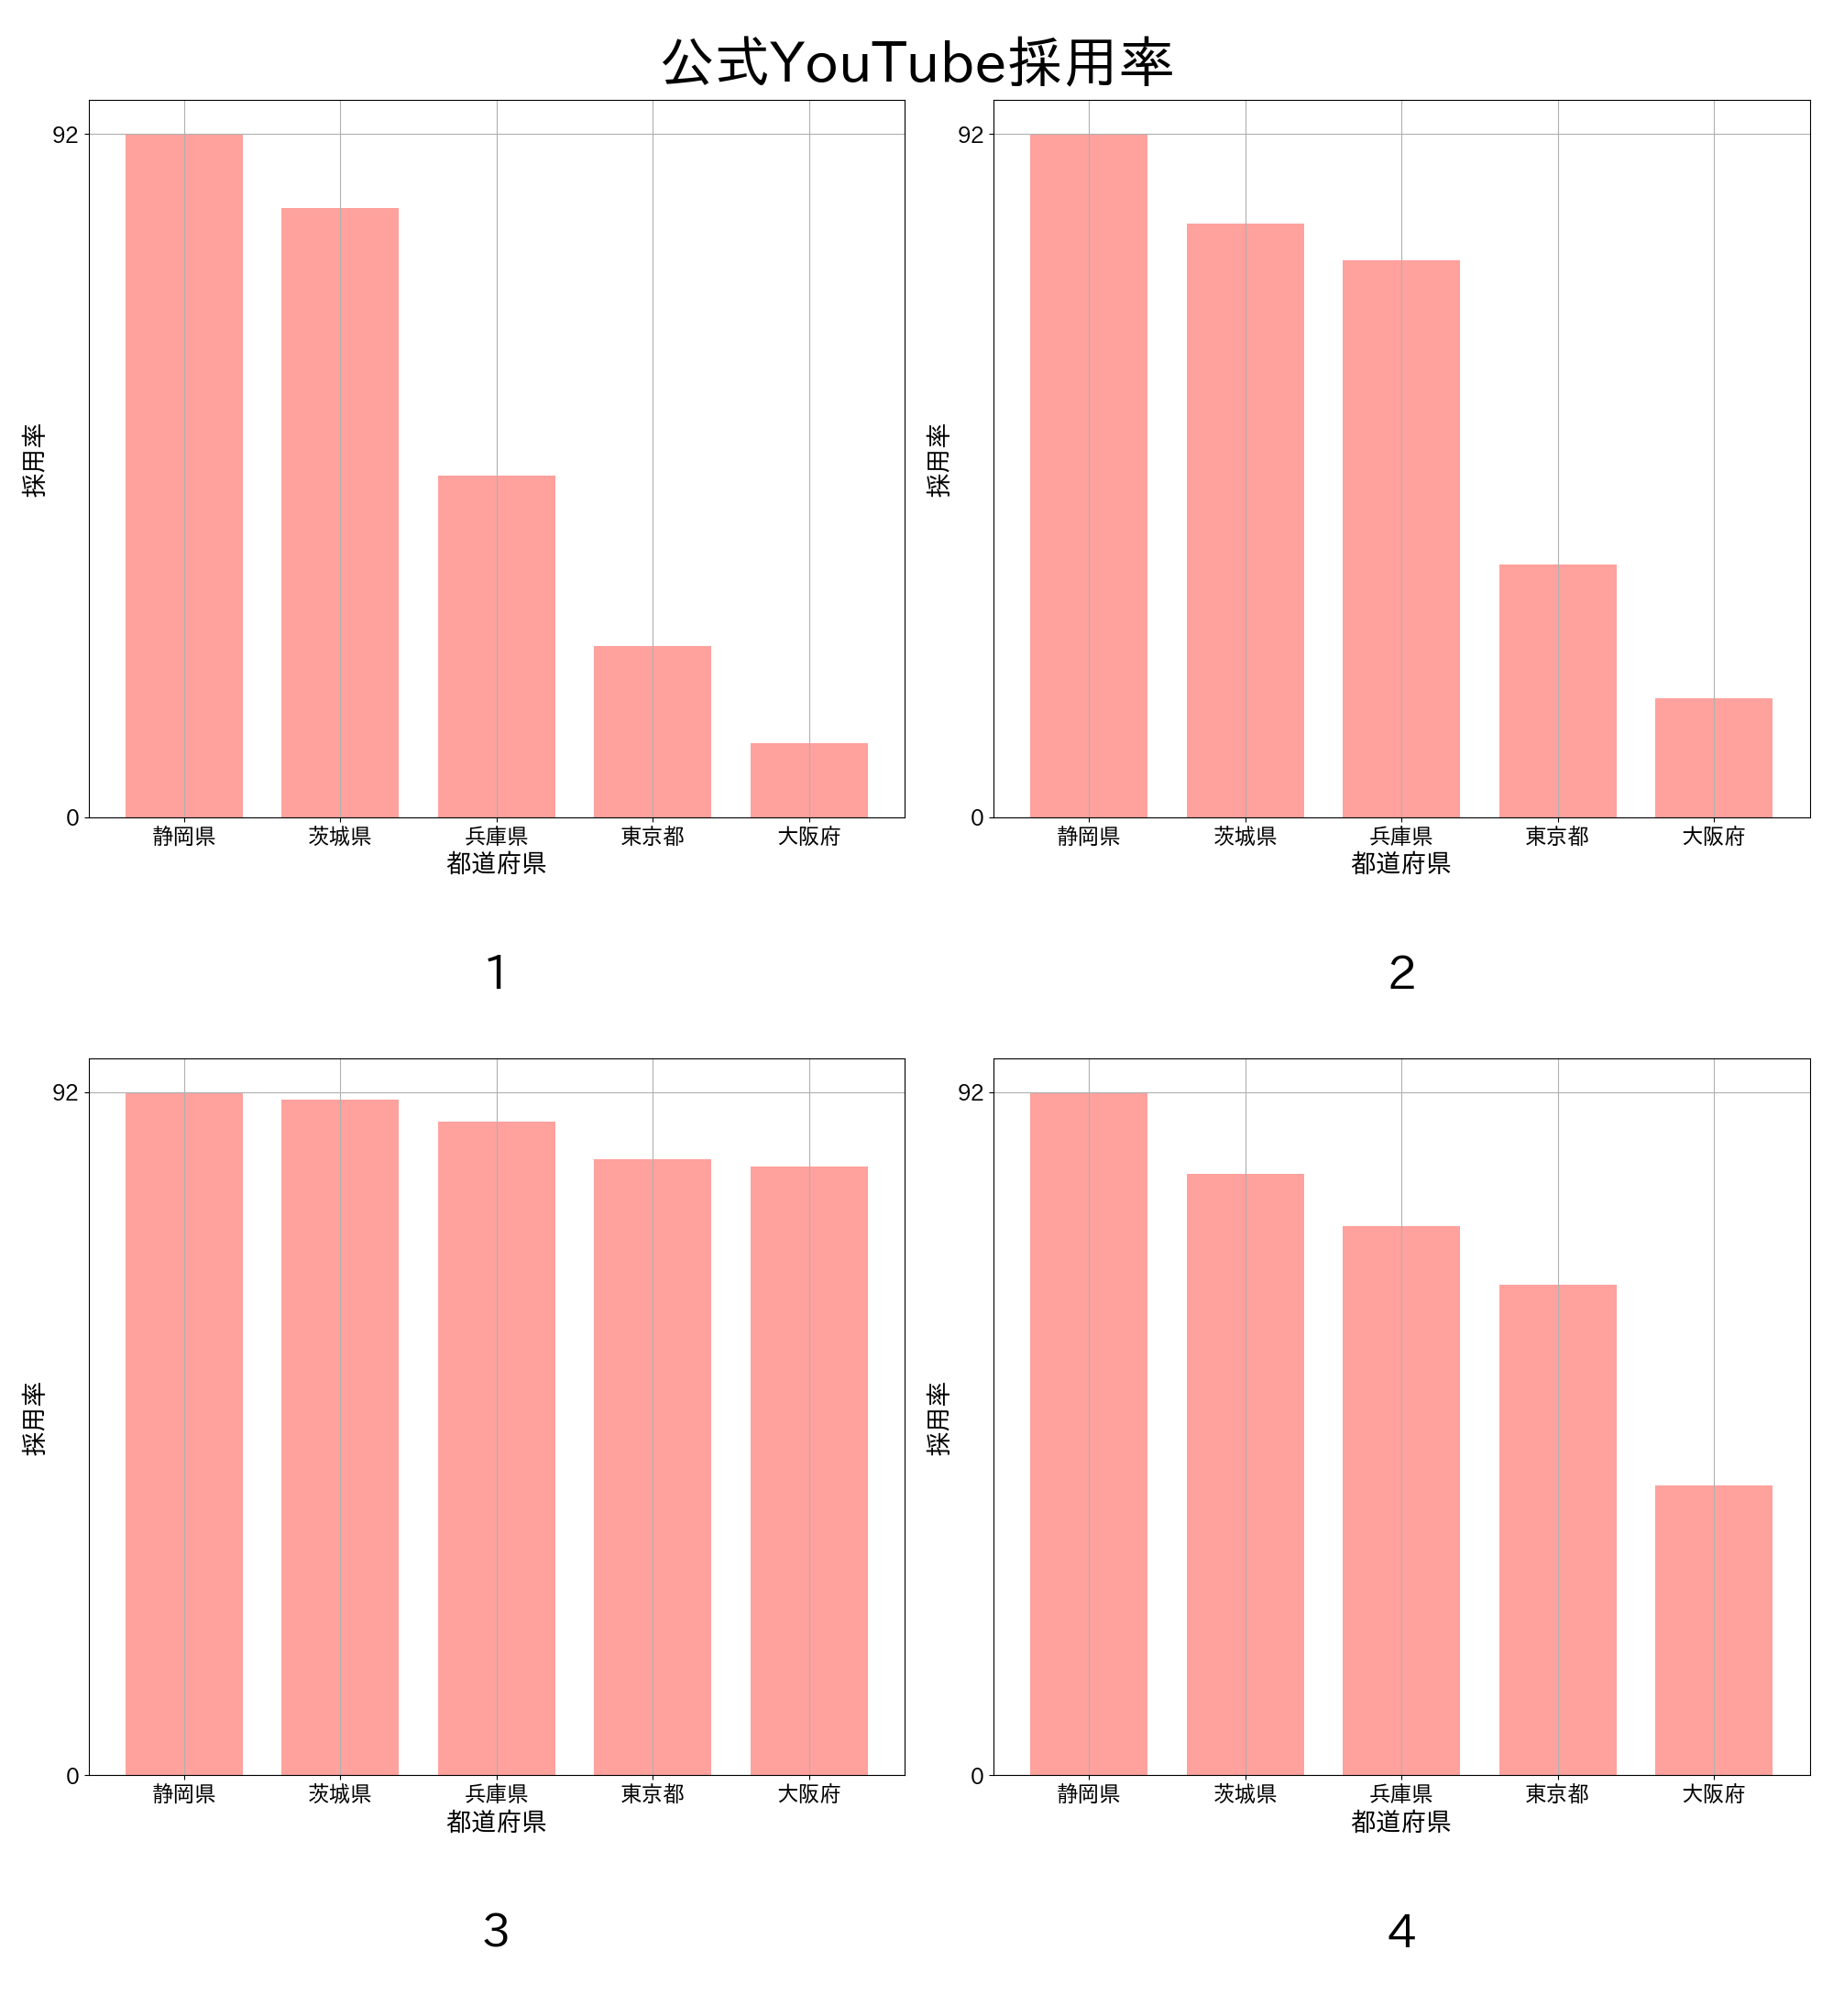 公式YouTube採用率
92
92
採用率
採用率
0
0
静岡県 茨城県 兵庫県 東京都 大阪府
静岡県 茨城県 兵庫県 東京都 大阪府
都道府県
都道府県
1
2
92
92
採用率
採用率
0
0
静岡県 茨城県 兵庫県 東京都 大阪府
静岡県 茨城県 兵庫県 東京都 大阪府
都道府県
都道府県
3
4